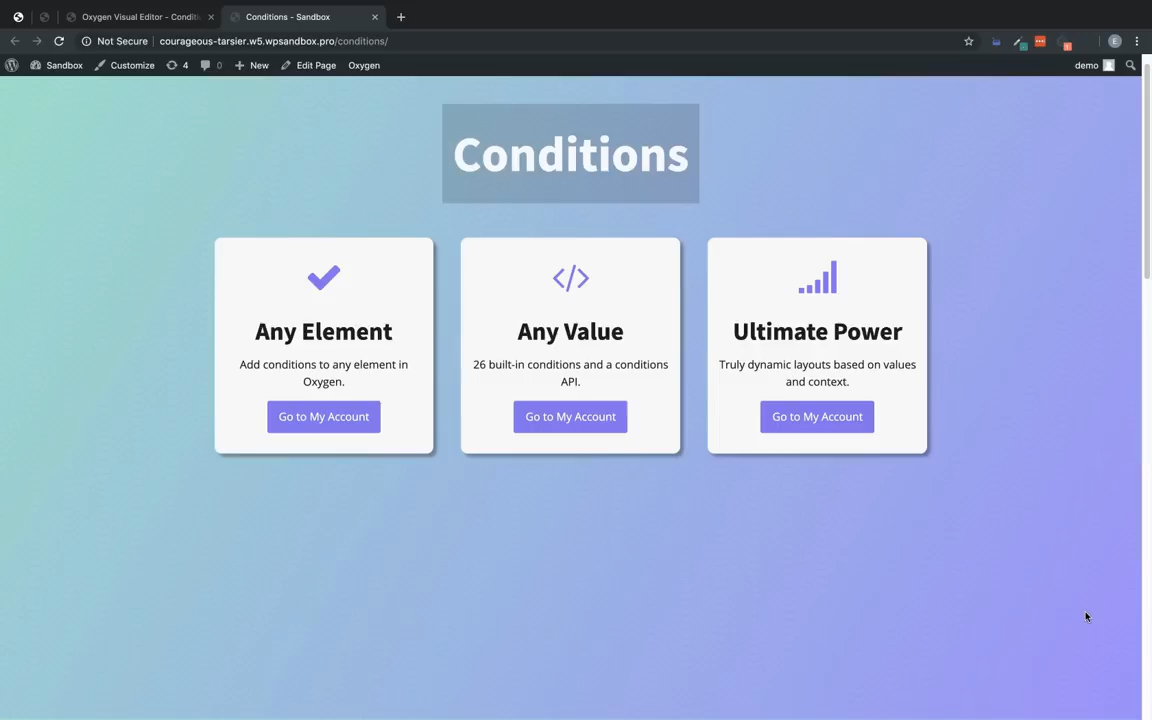 Oxygen Visual Editor - Conditi
Conditions - Sandbox
Not Secure
courageous-tarsier.w5.wpsandbox.pro/conditions/
E
Sandbox
Customize
4
0
New
Edit Page
Oxygen
demo
Conditions
Any Element
Add conditions to any element in
Oxygen.
Go to My Account
Any Value
26 built-in conditions and a conditions
API.
Go to My Account
Ultimate Power
Truly dynamic layouts based on values
and context.
Go to My Account